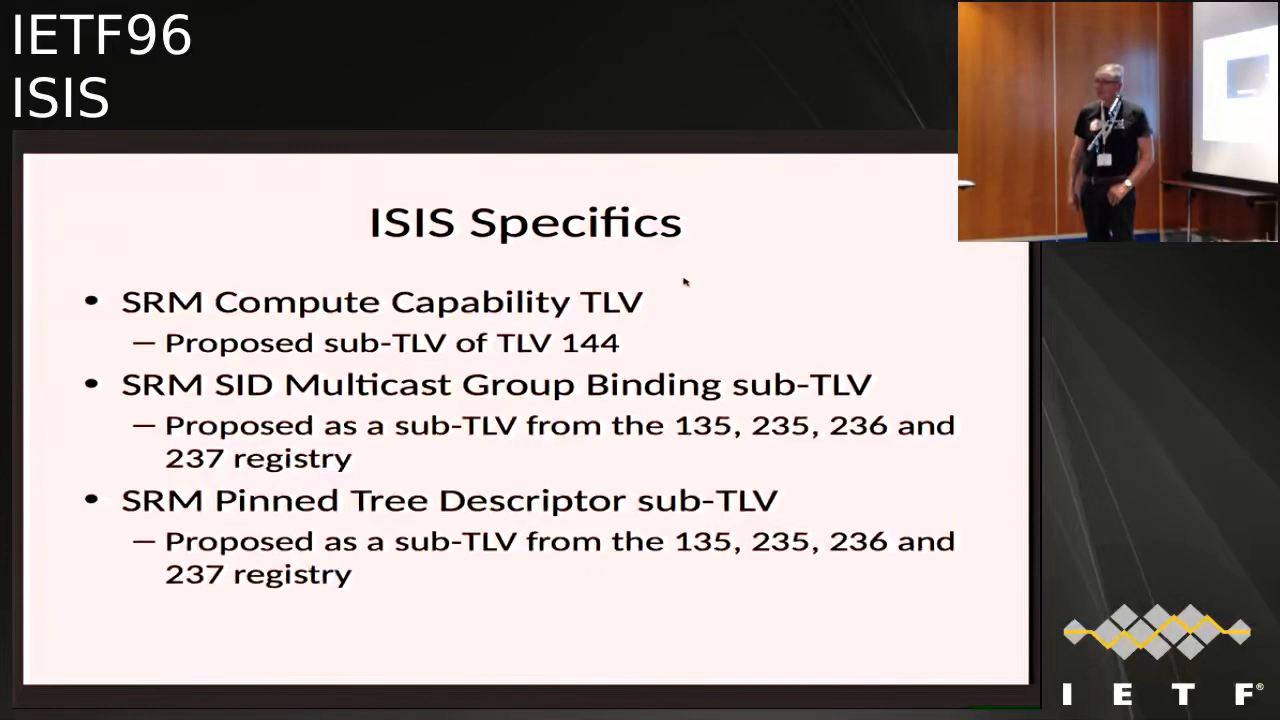 IETF96
ISIS
ISIS Specifics
• SRM Compute Capability TLV
– Proposed sub-TLV of TLV 144
• SRM SID Multicast Group Binding sub-TLV
– Proposed as a sub-TLV from the 135, 235, 236 and
237 registry
• SRM Pinned Tree Descriptor sub-TLV
– Proposed as a sub-TLV from the 135, 235, 236 and
237 registry
I E T F®